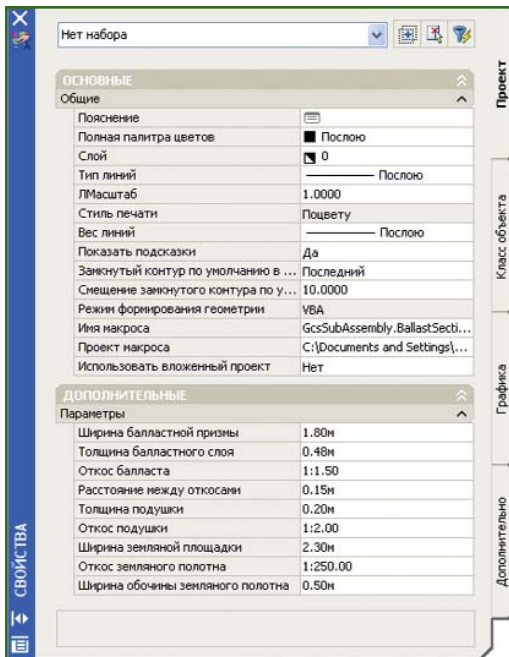 Нет набора
ОСНОВНЫЕ
Общие
Пояснение
Полная палитра цветов Послою
Слой 0
Тип линий Послою
ЛМасштаб 1.0000
Стиль печати Поцвету
Вес линий Послою
Показать подсказки Да
Замкнутый контур по умолчанию в ... Последний
Смещение замкнутого контура по у... 10.0000
Режим формирования геометрии VBA
Имя макроса GcsSubAssembly.BallastSecti...
Проект макроса C:\Documents and Settings\...
Использовать вложенный проект Нет
ДОПОЛНИТЕЛЬНЫЕ
Параметры
Ширина балластной призмы 1.80м
Толщина балластного слоя 0.48м
Откос балласта 1:1.50
Расстояние между откосами 0.15м
Толщина подушки 0.20м
Откос подушки 1:2.00
Ширина земляной площадки 2.30м
Откос земляного полотна 1:250.00
Ширина обочины земляного полотна 0.50м
СВОЙСТВА
Проект
Класс объекта
Графика
Дополнительно